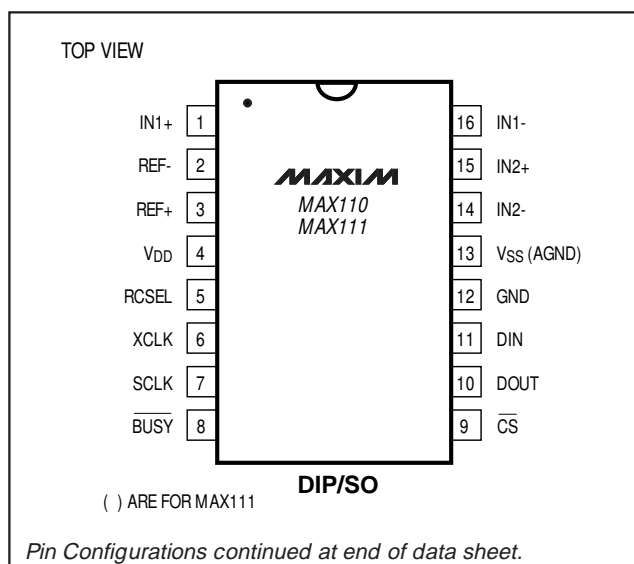 TOP VIEW
IN1+ 1
REF- 2
REF+ 3
VDD 4
RCSEL 5
XCLK 6
SCLK 7
BUSY 8
MAXIM
MAX110
MAX111
16 IN1-
15 IN2+
14 IN2-
13 VSS (AGND)
12 GND
11 DIN
10 DOUT
9 CS
DIP/SO
( ) ARE FOR MAX111
Pin Configurations continued at end of data sheet.